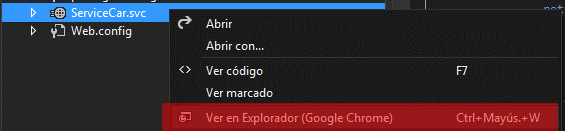 ServiceCar.svc
Web.config
Abrir
Abrir con...
Ver código F7
Ver marcado
Ver en Explorador (Google Chrome) Ctrl+Mayús.+W